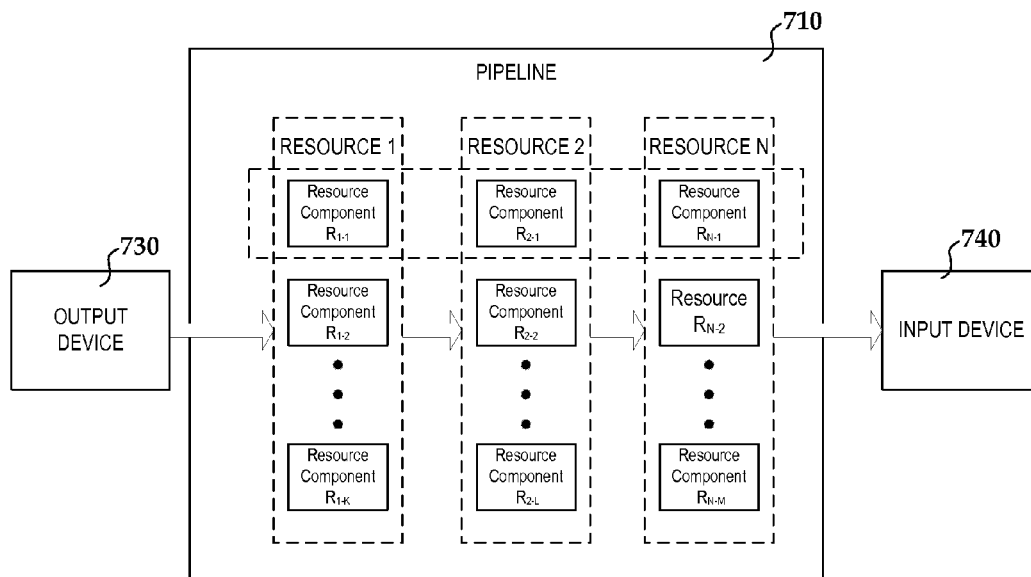 710
PIPELINE
RESOURCE 1
RESOURCE 2
RESOURCE N
Resource
Component
R1-1
Resource
Component
R2-1
Resource
Component
RN-1
730
740
OUTPUT
DEVICE
Resource
Component
R1-2
Resource
Component
R2-2
Resource
RN-2
INPUT DEVICE
Resource
Component
R1-K
Resource
Component
R2-L
Resource
Component
RN-M